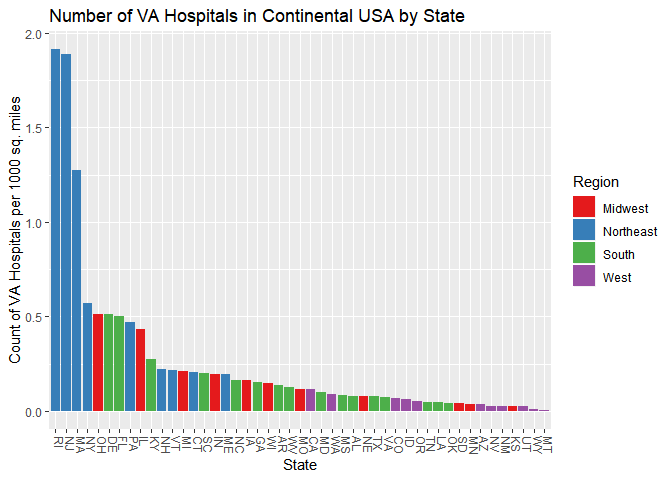 Number of VA Hospitals in Continental USA by State
Count of VA Hospitals per 1000 sq. miles
2.0
1.5
1.0
0.5
0.0
RI NJ MA NY OH DE FL PA IL KY NH VT MI CT SC IN ME NC IA GA WI AR WV MO CA MD WA MS AL NE TX VA CO ID OR TN LA OK SD MN AZ NV NM KS UT WY MT
State
Region
Midwest
Northeast
South
West